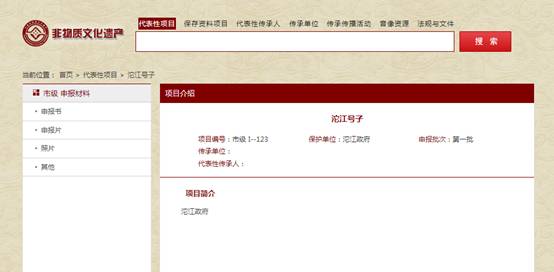 代表性项目 保存资料项目 代表性传承人 传承单位 传承传播活动 音像资源 法规与文件
非物质文化遗产
搜 索
当前位置： 首页 > 代表性项目 > 沱江号子
市级 申报材料
申报书
申报片
照片
其他
项目介绍
沱江号子
项目编号：市级 I--123 保护单位：沱江政府 申报批次：第一批
传承单位：
代表性传承人：
项目简介
沱江政府